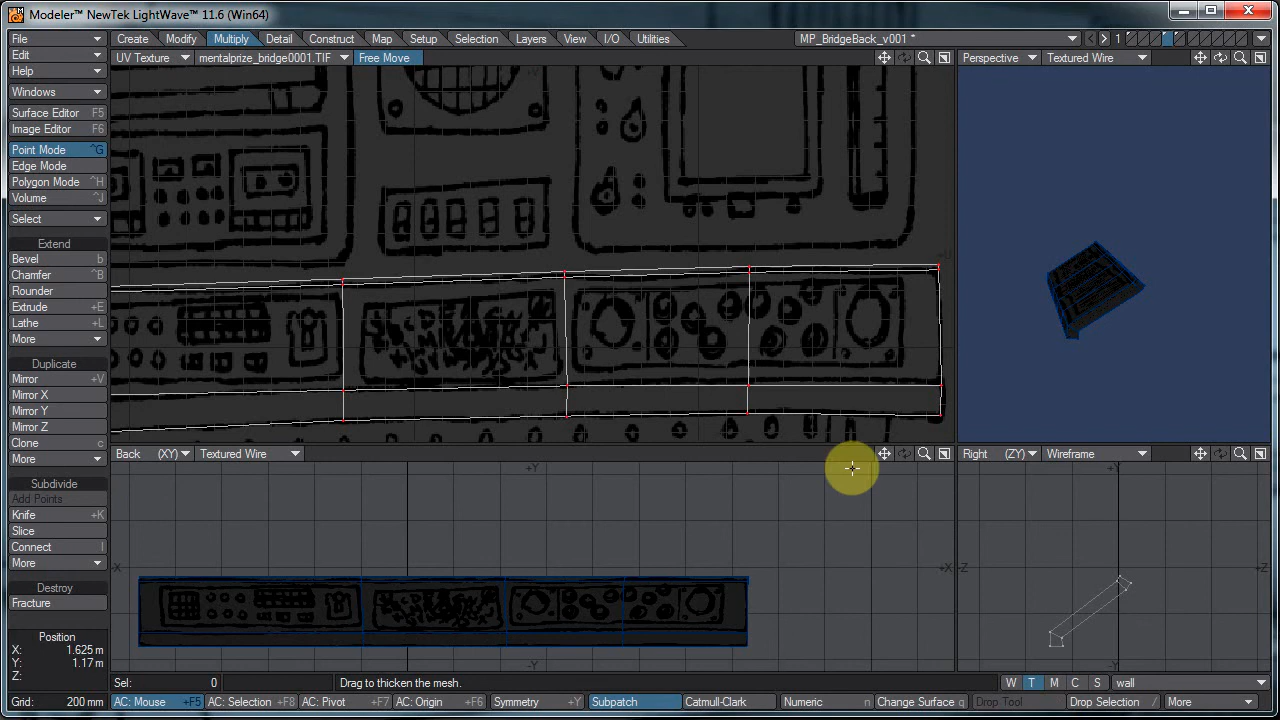 Modeler™ NewTek LightWave™ 11.6 (Win64)
File
Edit
Help
Windows
Surface Editor F5
Image Editor F6
Point Mode ^G
Edge Mode
Polygon Mode ^H
Volume ^J
Select
Extend
Bevel b
Chamfer ^B
Rounder
Extrude +E
Lathe +L
More
Duplicate
Mirror +V
Mirror X
Mirror Y
Mirror Z
Clone c
More
Subdivide
Add Points
Knife +K
Slice
Connect l
More
Destroy
Fracture
Position
X: 1.625 m
Y: 1.17 m
Z:
Grid: 200 mm
Create Modify Multiply Detail Construct Map Setup Selection Layers View I/O Utilities MP_BridgeBack_v001 * 1
UV Texture mentalprize_bridge0001.TIF Free Move
Perspective Textured Wire
Back (XY) Textured Wire
+Y
-X +X
-Y
Right (ZY) Wireframe
+Y
-Z +Z
-Y
Sel: 0 Drag to thicken the mesh. W T M C S wall
AC: Mouse +F5 AC: Selection +F8 AC: Pivot +F7 AC: Origin +F6 Symmetry +Y Subpatch Catmull-Clark Numeric n Change Surface q Drop Tool Drop Selection / More